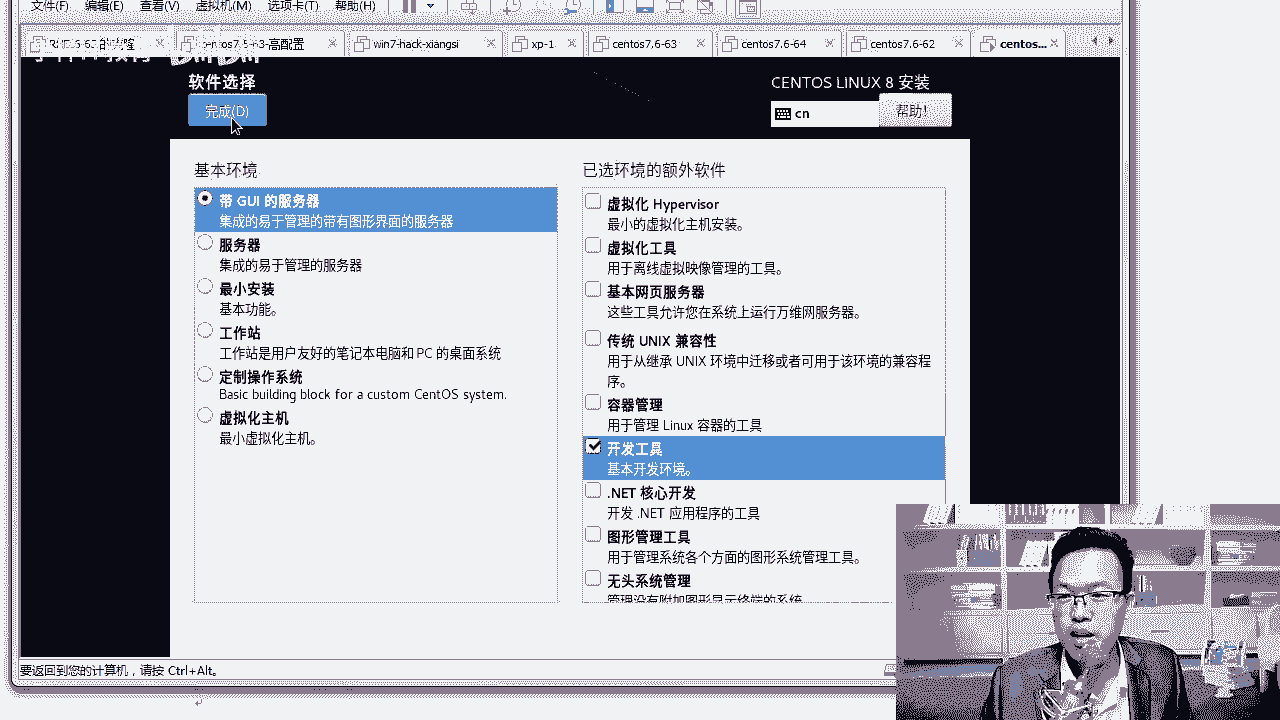 文件(F) 编辑(E) 查看(V) 虚拟机(M) 选项卡(T) 帮助(H)
win7-hack-xiangsi
xp-1
centos7.6-63
centos7.6-64
centos7.6-62
centos...
软件选择
CENTOS LINUX 8 安装
完成(D)
cn
帮助!
基本环境
带 GUI 的服务器
集成的易于管理的带有图形界面的服务器
服务器
集成的易于管理的服务器
最小安装
基本功能。
工作站
工作站是用户友好的笔记本电脑和 PC 的桌面系统
定制操作系统
Basic building block for a custom CentOS system.
虚拟化主机
最小虚拟化主机。
已选环境的额外软件
虚拟化 Hypervisor
最小的虚拟化主机安装。
虚拟化工具
用于离线虚拟映像管理的工具。
基本网页服务器
这些工具允许您在系统上运行万维网服务器。
传统 UNIX 兼容性
用于从继承 UNIX 环境中迁移或者可用于该环境的兼容程
序。
容器管理
用于管理 Linux 容器的工具
开发工具
基本开发环境。
.NET 核心开发
开发 .NET 应用程序的工具
图形管理工具
用于管理系统各个方面的图形系统管理工具。
无头系统管理
管理没有附加图形显示终端的系统
要返回到您的计算机，请按 Ctrl+Alt。